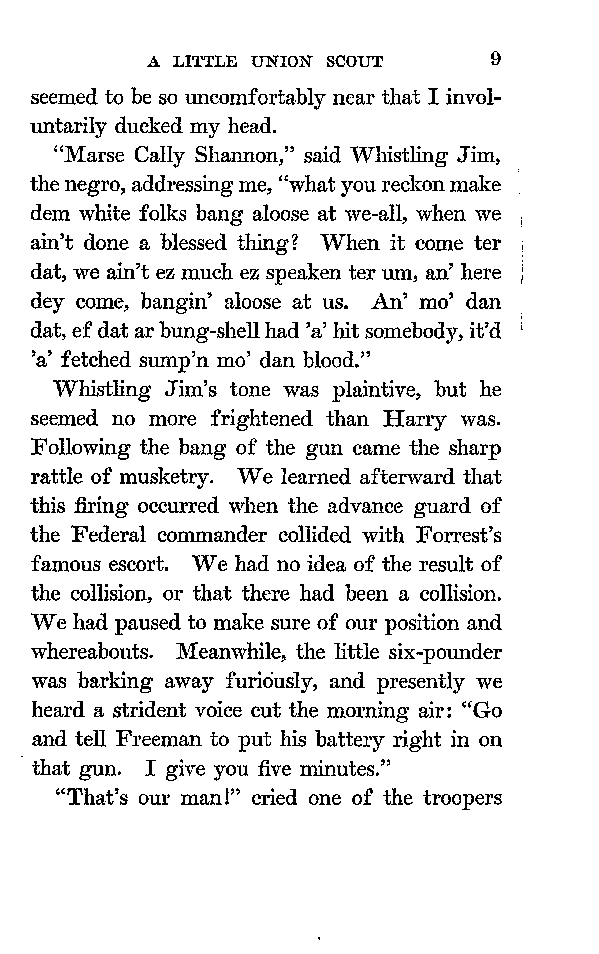 A LITTLE UNION SCOUT 9
seemed to be so uncomfortably near that I invol-
untarily ducked my head.
“Marse Cally Shannon,” said Whistling Jim,
the negro, addressing me, “what you reckon make
dem white folks bang aloose at we-all, when we
ain’t done a blessed thing? When it come ter
dat, we ain’t ez much ez speaken ter um, an’ here
dey come, bangin’ aloose at us. An’ mo’ dan
dat, ef dat ar bung-shell had ’a’ hit somebody, it’d
’a’ fetched sump’n mo’ dan blood.”
Whistling Jim’s tone was plaintive, but he
seemed no more frightened than Harry was.
Following the bang of the gun came the sharp
rattle of musketry. We learned afterward that
this firing occurred when the advance guard of
the Federal commander collided with Forrest’s
famous escort. We had no idea of the result of
the collision, or that there had been a collision.
We had paused to make sure of our position and
whereabouts. Meanwhile, the little six-pounder
was barking away furiously, and presently we
heard a strident voice cut the morning air: “Go
and tell Freeman to put his battery right in on
that gun. I give you five minutes.”
“That’s our man!” cried one of the troopers